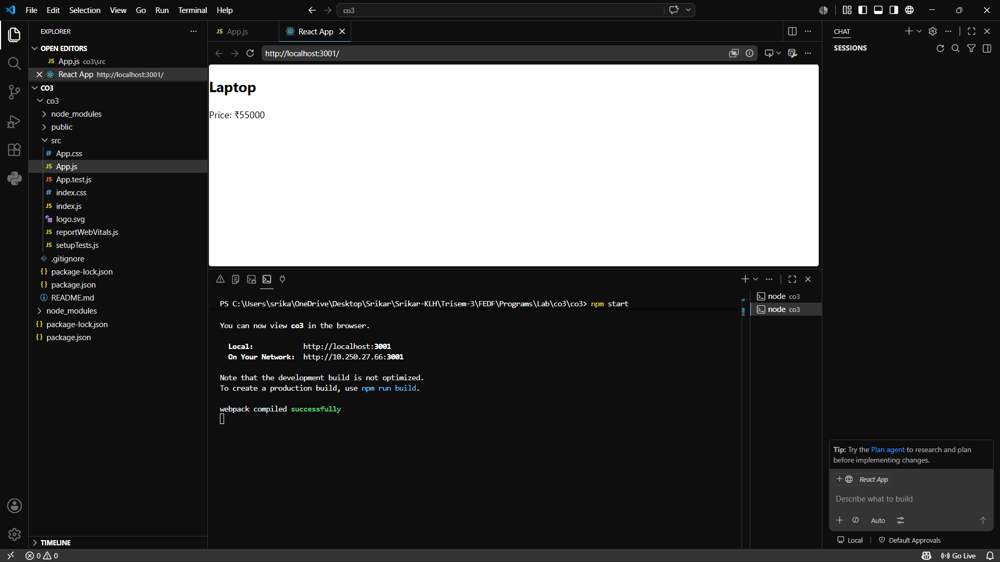 File Edit Selection View Go Run Terminal Help
co3
EXPLORER
OPEN EDITORS
JS App.js co3\src
React App http://localhost:3001/
CO3
co3
node_modules
public
src
# App.css
JS App.js
JS App.test.js
# index.css
JS index.js
logo.svg
JS reportWebVitals.js
JS setupTests.js
.gitignore
{} package-lock.json
{} package.json
README.md
node_modules
{} package-lock.json
{} package.json
TIMELINE
JS App.js
React App
http://localhost:3001/
Laptop
Price: ₹55000
PS C:\Users\srika\OneDrive\Desktop\Srikar\Srikar-KLH\Trisem-3\FEDF\Programs\Lab\co3\co3> npm start
You can now view co3 in the browser.
Local: http://localhost:3001
On Your Network: http://10.250.27.66:3001
Note that the development build is not optimized.
To create a production build, use npm run build.
webpack compiled successfully
node co3
node co3
CHAT
SESSIONS
Tip: Try the Plan agent to research and plan
before implementing changes.
React App
Describe what to build
Auto
Local
Default Approvals
0 0
Go Live